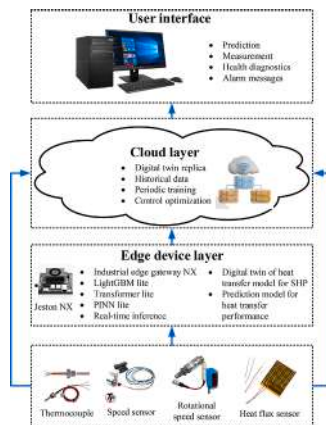 User interface
• Prediction
• Measurement
• Health diagnostics
• Alarm messages
Cloud layer
• Digital twin replica
• Historical data
• Periodic training
• Control optimization
Edge device layer
Jeston NX
• Industrial edge gateway NX
• LightGBM lite
• Transformer lite
• PINN lite
• Real-time inference
• Digital twin of heat
transfer model for SHP
• Prediction model for
heat transfer
performance
Thermocouple
Speed sensor
Rotational
speed sensor
Heat flux sensor